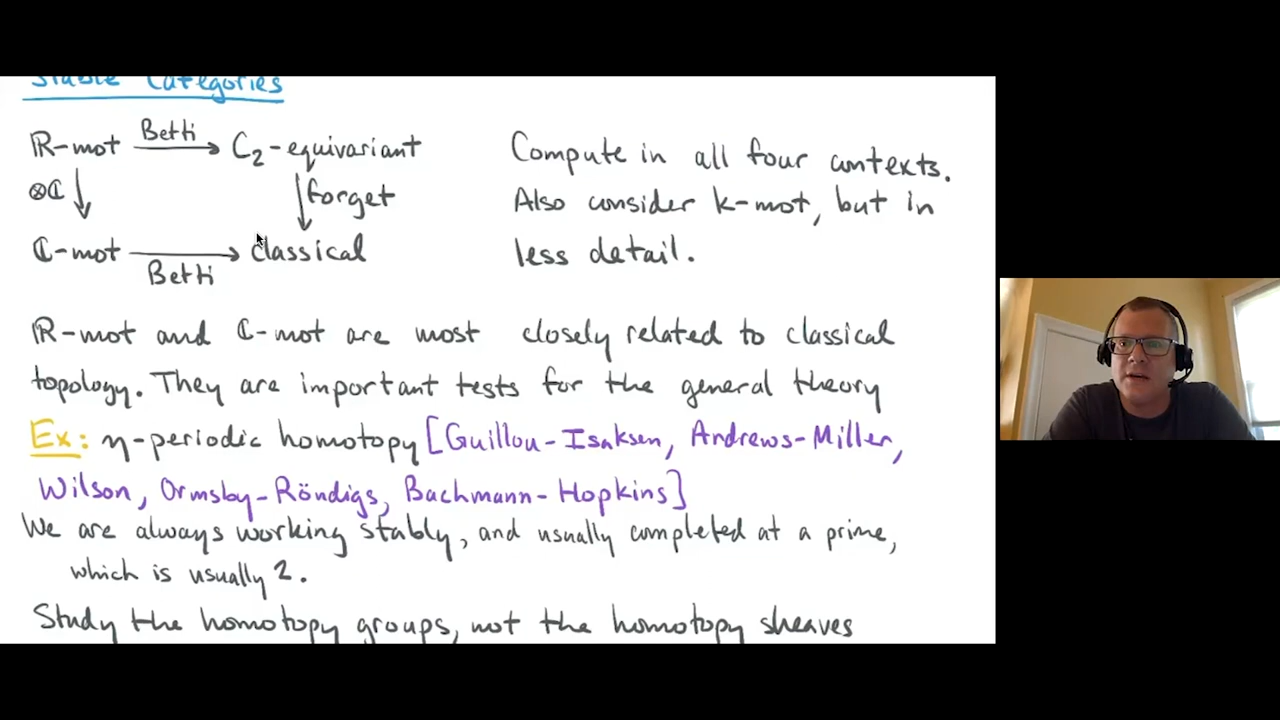 Stable Categories
R-mot Betti C₂-equivariant
⊗C forget
C-mot Betti classical
Compute in all four contexts.
Also consider k-mot, but in
less detail.
R-mot and C-mot are most closely related to classical
topology. They are important tests for the general theory
Ex: η-periodic homotopy [Guillou-Isaksen, Andrews-Miller,
Wilson, Ormsby-Röndigs, Bachmann-Hopkins]
We are always working stably, and usually completed at a prime,
which is usually 2.
Study the homotopy groups, not the homotopy sheaves